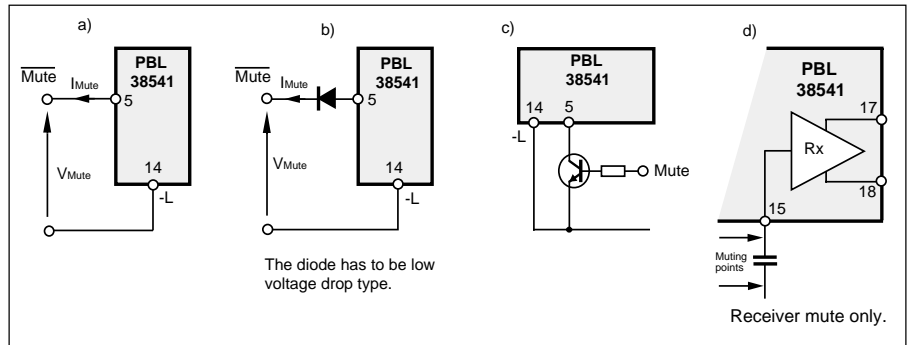 a)
PBL
38541
Mute
IMute
5
VMute
14
-L
b)
PBL
38541
Mute
IMute
5
VMute
14
-L
The diode has to be low
voltage drop type.
c)
PBL
38541
14 5
-L
Mute
d)
PBL
38541
17
Rx
18
15
Muting
points
Receiver mute only.